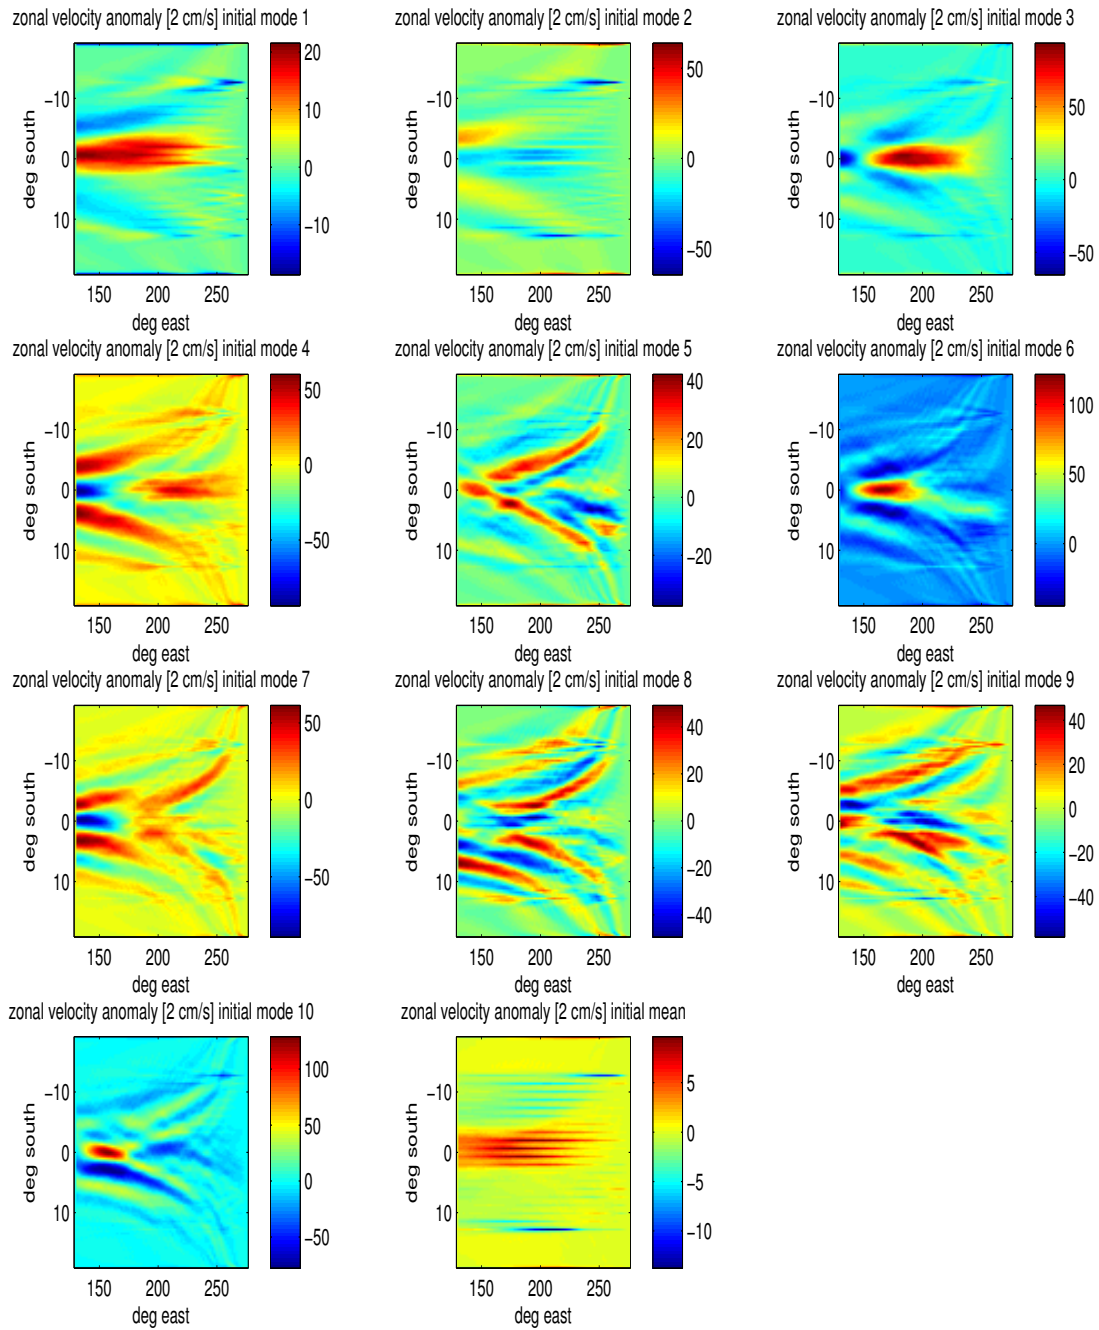 zonal velocity anomaly [2 cm/s] initial mode 1
zonal velocity anomaly [2 cm/s] initial mode 2
zonal velocity anomaly [2 cm/s] initial mode 3
deg south
−10
0
10
150 200 250
deg east
20
10
0
−10
deg south
−10
0
10
150 200 250
deg east
50
0
−50
deg south
−10
0
10
150 200 250
deg east
50
0
−50
zonal velocity anomaly [2 cm/s] initial mode 4
zonal velocity anomaly [2 cm/s] initial mode 5
zonal velocity anomaly [2 cm/s] initial mode 6
deg south
−10
0
10
150 200 250
deg east
50
0
−50
deg south
−10
0
10
150 200 250
deg east
40
20
0
−20
deg south
−10
0
10
150 200 250
deg east
100
50
0
zonal velocity anomaly [2 cm/s] initial mode 7
zonal velocity anomaly [2 cm/s] initial mode 8
zonal velocity anomaly [2 cm/s] initial mode 9
deg south
−10
0
10
150 200 250
deg east
50
0
−50
deg south
−10
0
10
150 200 250
deg east
40
20
0
−20
−40
deg south
−10
0
10
150 200 250
deg east
40
20
0
−20
−40
zonal velocity anomaly [2 cm/s] initial mode 10
zonal velocity anomaly [2 cm/s] initial mean
deg south
−10
0
10
150 200 250
deg east
100
50
0
−50
deg south
−10
0
10
150 200 250
deg east
5
0
−5
−10